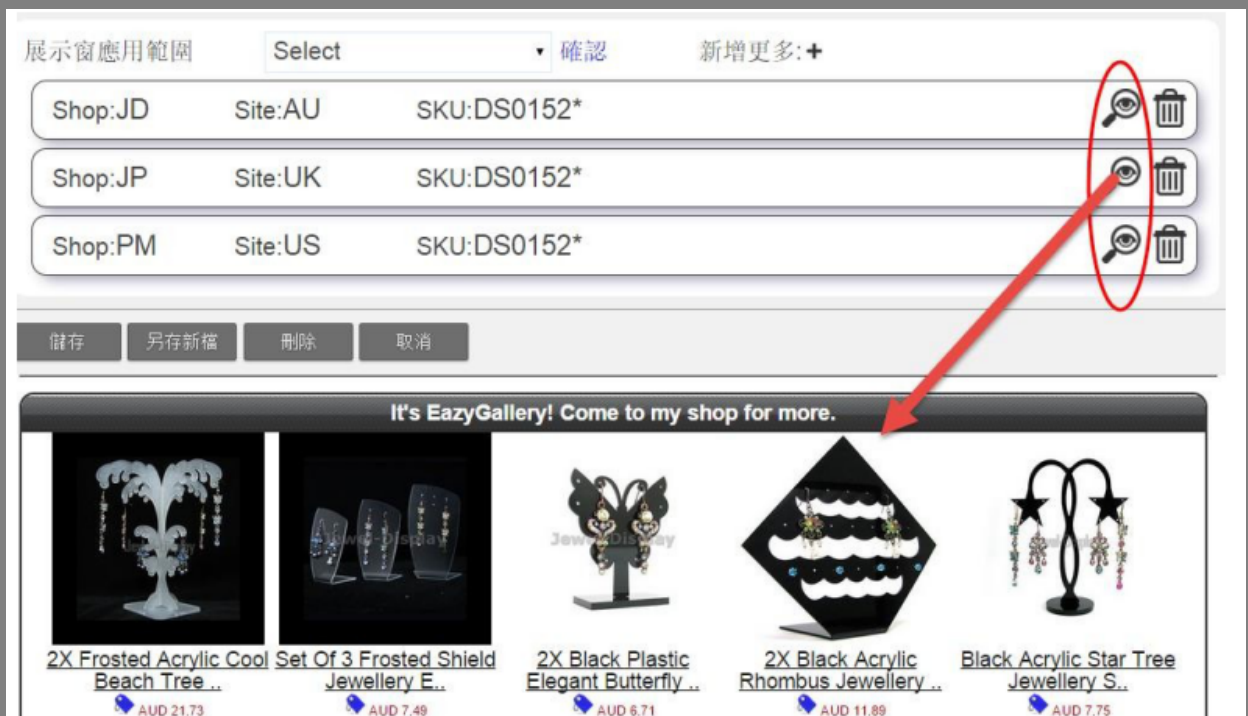 展示窗應用範圍 Select 確認 新增更多:+
Shop:JD Site:AU SKU:DS0152*
Shop:JP Site:UK SKU:DS0152*
Shop:PM Site:US SKU:DS0152*
儲存 另存新檔 刪除 取消
It's EazyGallery! Come to my shop for more.
2X Frosted Acrylic Cool Set Of 3 Frosted Shield 2X Black Plastic 2X Black Acrylic Black Acrylic Star Tree
Beach Tree .. Jewellery E.. Elegant Butterfly .. Rhombus Jewellery .. Jewellery S..
AUD 21.73 AUD 7.49 AUD 6.71 AUD 11.89 AUD 7.75